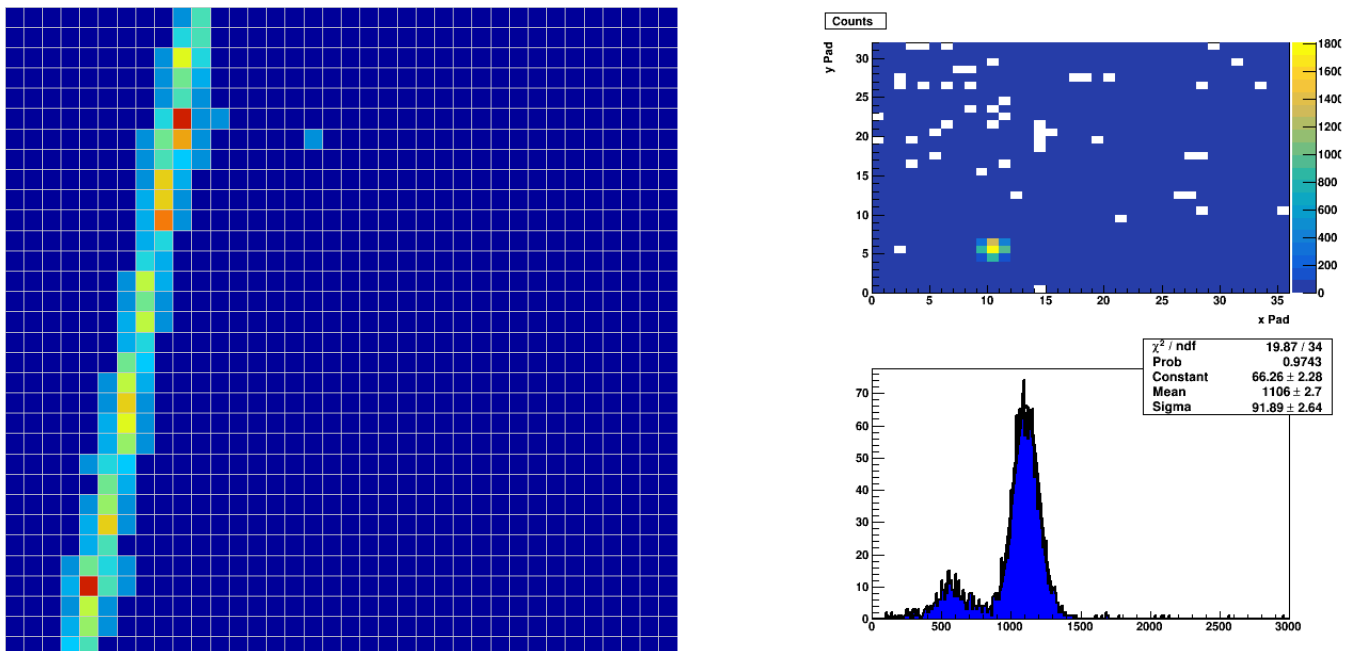 Counts
y Pad
30
25
20
15
10
5
0
0 5 10 15 20 25 30 35
x Pad
1600
1400
1200
1000
800
600
400
200
0
χ² / ndf 19.87 / 34
Prob 0.9743
Constant 66.26 ± 2.28
Mean 1106 ± 2.7
Sigma 91.89 ± 2.64
70
60
50
40
30
20
10
0
0 500 1000 1500 2000 2500 3000